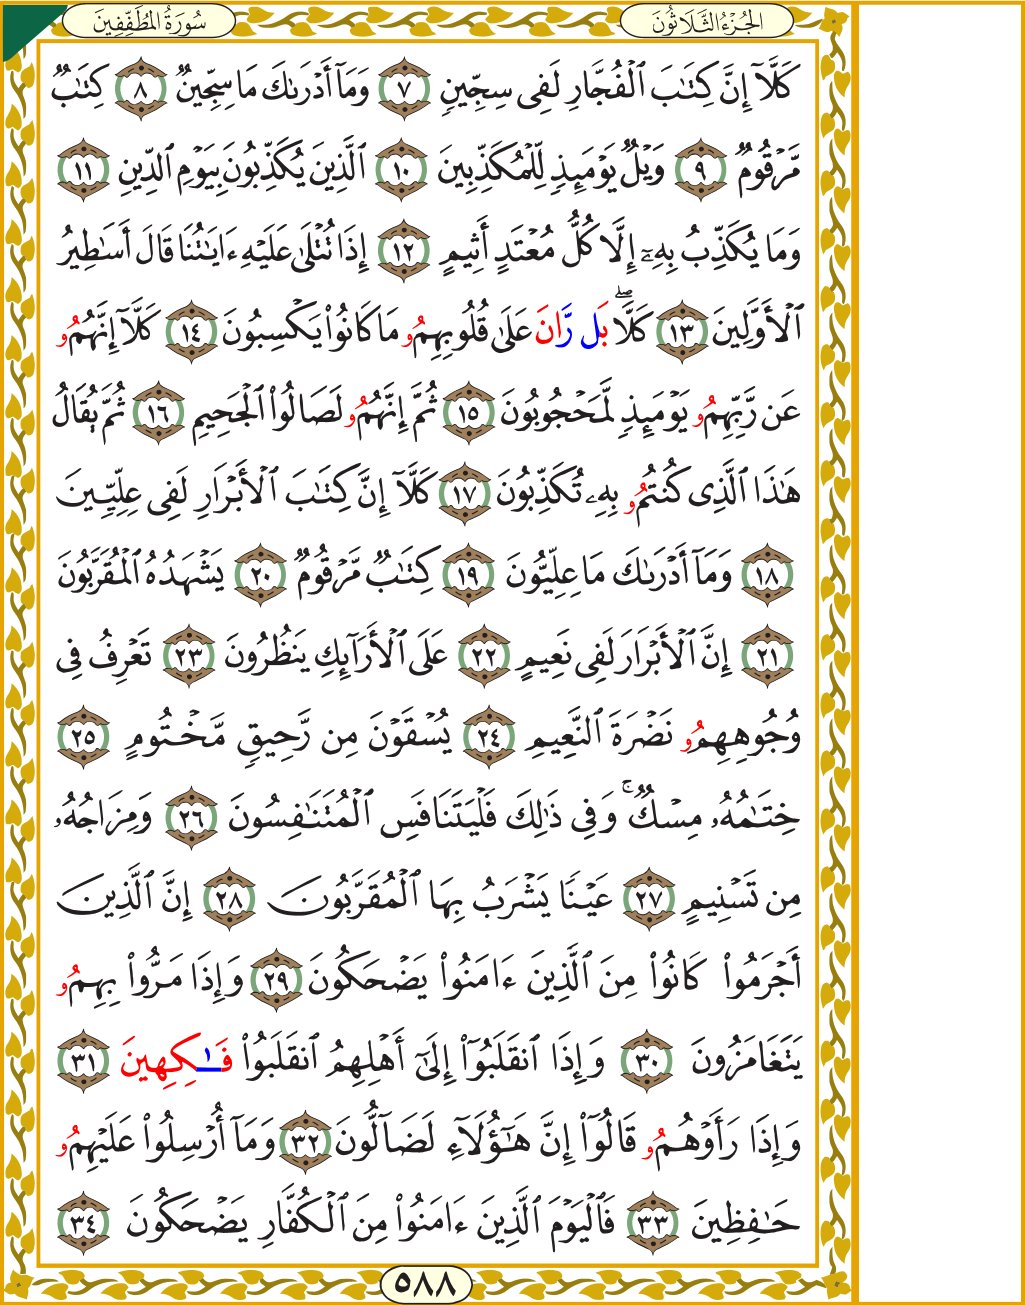 الجُزْءُ الثَّلَاثُونَ
سُورَةُ المُطَفِّفِينَ
كَلَّآ إِنَّ كِتَٰبَ ٱلْفُجَّارِ لَفِى سِجِّينٍ ٧ وَمَآ أَدْرَىٰكَ مَا سِجِّينٌ ٨ كِتَٰبٌ
مَّرْقُومٌ ٩ وَيْلٌ يَوْمَئِذٍ لِّلْمُكَذِّبِينَ ١٠ ٱلَّذِينَ يُكَذِّبُونَ بِيَوْمِ ٱلدِّينِ ١١
وَمَا يُكَذِّبُ بِهِۦٓ إِلَّا كُلُّ مُعْتَدٍ أَثِيمٍ ١٢ إِذَا تُتْلَىٰ عَلَيْهِ ءَايَٰتُنَا قَالَ أَسَٰطِيرُ
ٱلْأَوَّلِينَ ١٣ كَلَّاۖ بَل رَّانَ عَلَىٰ قُلُوبِهِمُۥ مَا كَانُوا۟ يَكْسِبُونَ ١٤ كَلَّآ إِنَّهُمُۥ
عَن رَّبِّهِمُۥ يَوْمَئِذٍ لَّمَحْجُوبُونَ ١٥ ثُمَّ إِنَّهُمُۥ لَصَالُوا۟ ٱلْجَحِيمِ ١٦ ثُمَّ يُقَالُ
هَٰذَا ٱلَّذِى كُنتُمُۥ بِهِۦ تُكَذِّبُونَ ١٧ كَلَّآ إِنَّ كِتَٰبَ ٱلْأَبْرَارِ لَفِى عِلِّيِّينَ
١٨ وَمَآ أَدْرَىٰكَ مَا عِلِّيُّونَ ١٩ كِتَٰبٌ مَّرْقُومٌ ٢٠ يَشْهَدُهُ ٱلْمُقَرَّبُونَ
٢١ إِنَّ ٱلْأَبْرَارَ لَفِى نَعِيمٍ ٢٢ عَلَى ٱلْأَرَآئِكِ يَنظُرُونَ ٢٣ تَعْرِفُ فِى
وُجُوهِهِمُۥ نَضْرَةَ ٱلنَّعِيمِ ٢٤ يُسْقَوْنَ مِن رَّحِيقٍ مَّخْتُومٍ ٢٥
خِتَٰمُهُۥ مِسْكٌۚ وَفِى ذَٰلِكَ فَلْيَتَنَافَسِ ٱلْمُتَنَٰفِسُونَ ٢٦ وَمِزَاجُهُۥ
مِن تَسْنِيمٍ ٢٧ عَيْنًا يَشْرَبُ بِهَا ٱلْمُقَرَّبُونَ ٢٨ إِنَّ ٱلَّذِينَ
أَجْرَمُوا۟ كَانُوا۟ مِنَ ٱلَّذِينَ ءَامَنُوا۟ يَضْحَكُونَ ٢٩ وَإِذَا مَرُّوا۟ بِهِمُۥ
يَتَغَامَزُونَ ٣٠ وَإِذَا ٱنقَلَبُوٓا۟ إِلَىٰٓ أَهْلِهِمُ ٱنقَلَبُوا۟ فَٰكِهِينَ ٣١
وَإِذَا رَأَوْهُمُۥ قَالُوٓا۟ إِنَّ هَٰٓؤُلَآءِ لَضَآلُّونَ ٣٢ وَمَآ أُرْسِلُوا۟ عَلَيْهِمُۥ
حَٰفِظِينَ ٣٣ فَٱلْيَوْمَ ٱلَّذِينَ ءَامَنُوا۟ مِنَ ٱلْكُفَّارِ يَضْحَكُونَ ٣٤
٥٨٨